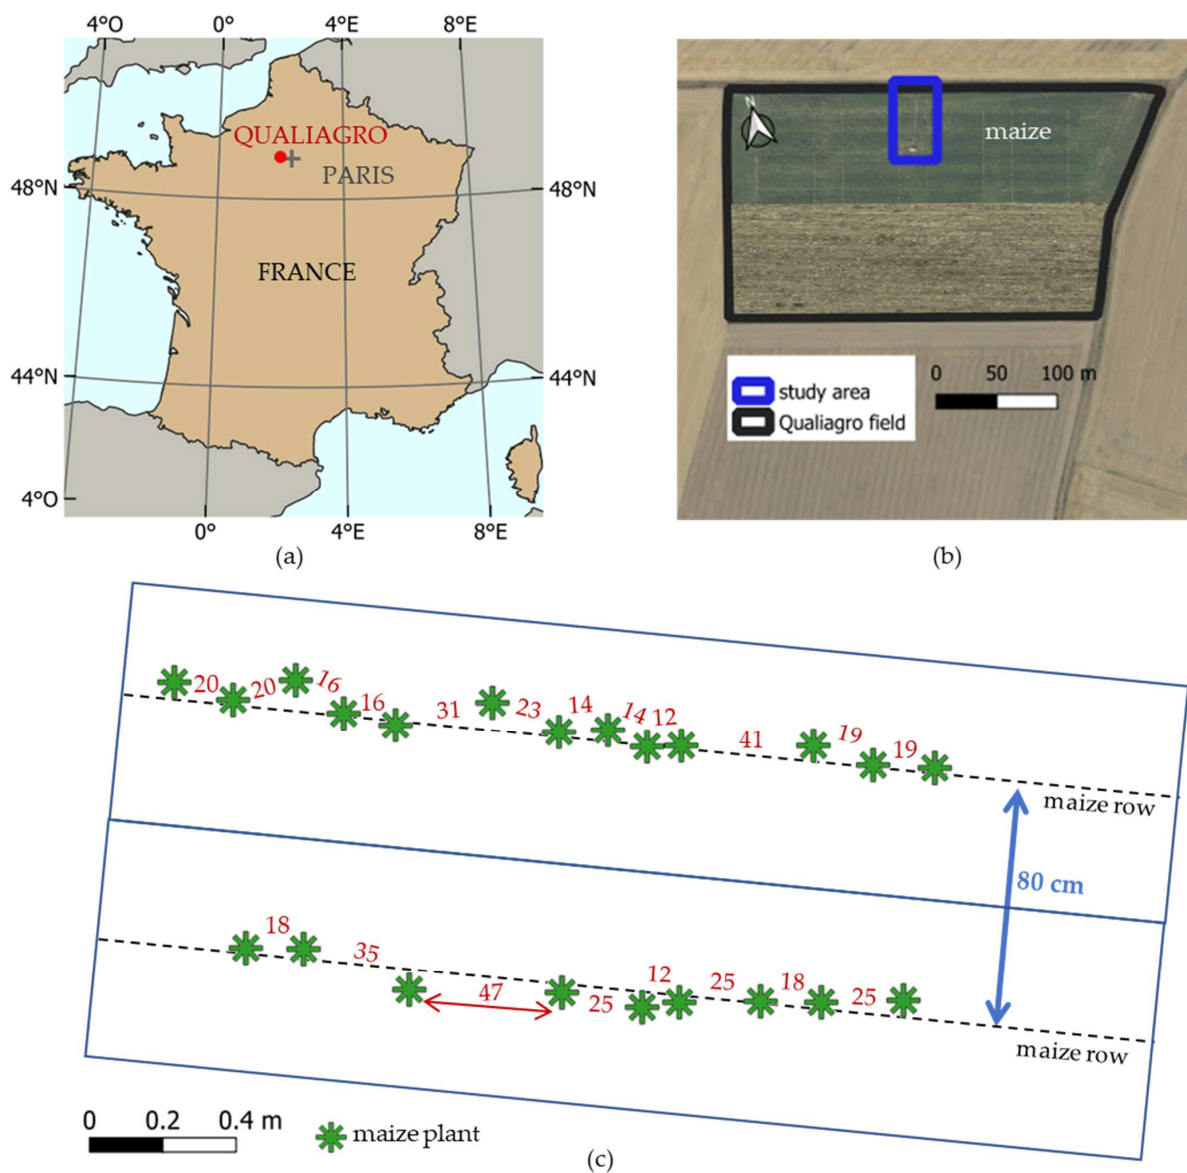 4°O 0° 4°E 8°E
QUALIAGRO
PARIS
48°N 48°N
FRANCE
44°N 44°N
4°O
0° 4°E 8°E
(a)
N
maize
study area
Qualiagro field
0 50 100 m
(b)
20 20 16 16 31 23 14 14 12 41 19 19
maize row
80 cm
18 35 47 25 12 25 18 25
maize row
0 0.2 0.4 m
maize plant
(c)